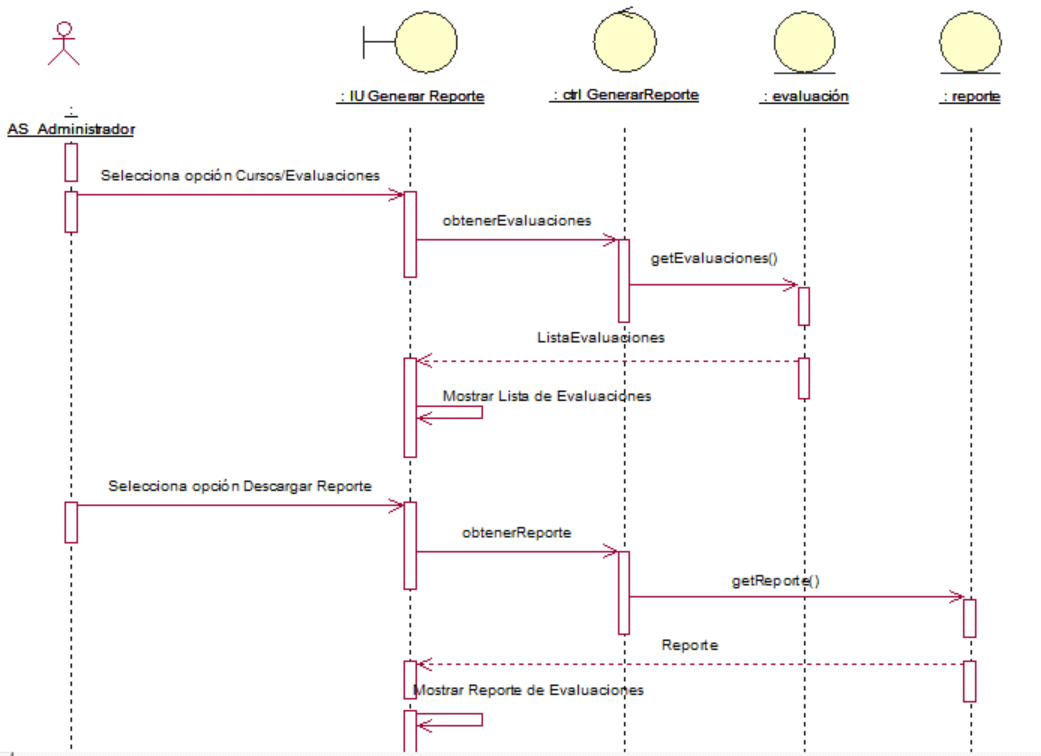 : IU Generar Reporte
: ctrl GenerarReporte
: evaluación
: reporte
:
AS_Administrador
Selecciona opción Cursos/Evaluaciones
obtenerEvaluaciones
getEvaluaciones()
ListaEvaluaciones
Mostrar Lista de Evaluaciones
Selecciona opción Descargar Reporte
obtenerReporte
getReporte()
Reporte
Mostrar Reporte de Evaluaciones